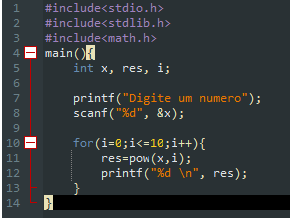 1 #include<stdio.h>
2 #include<stdlib.h>
3 #include<math.h>
4 main(){
5 int x, res, i;
6
7 printf("Digite um numero");
8 scanf("%d", &x);
9
10 for(i=0;i<=10;i++){
11 res=pow(x,i);
12 printf("%d \n", res);
13 }
14 }